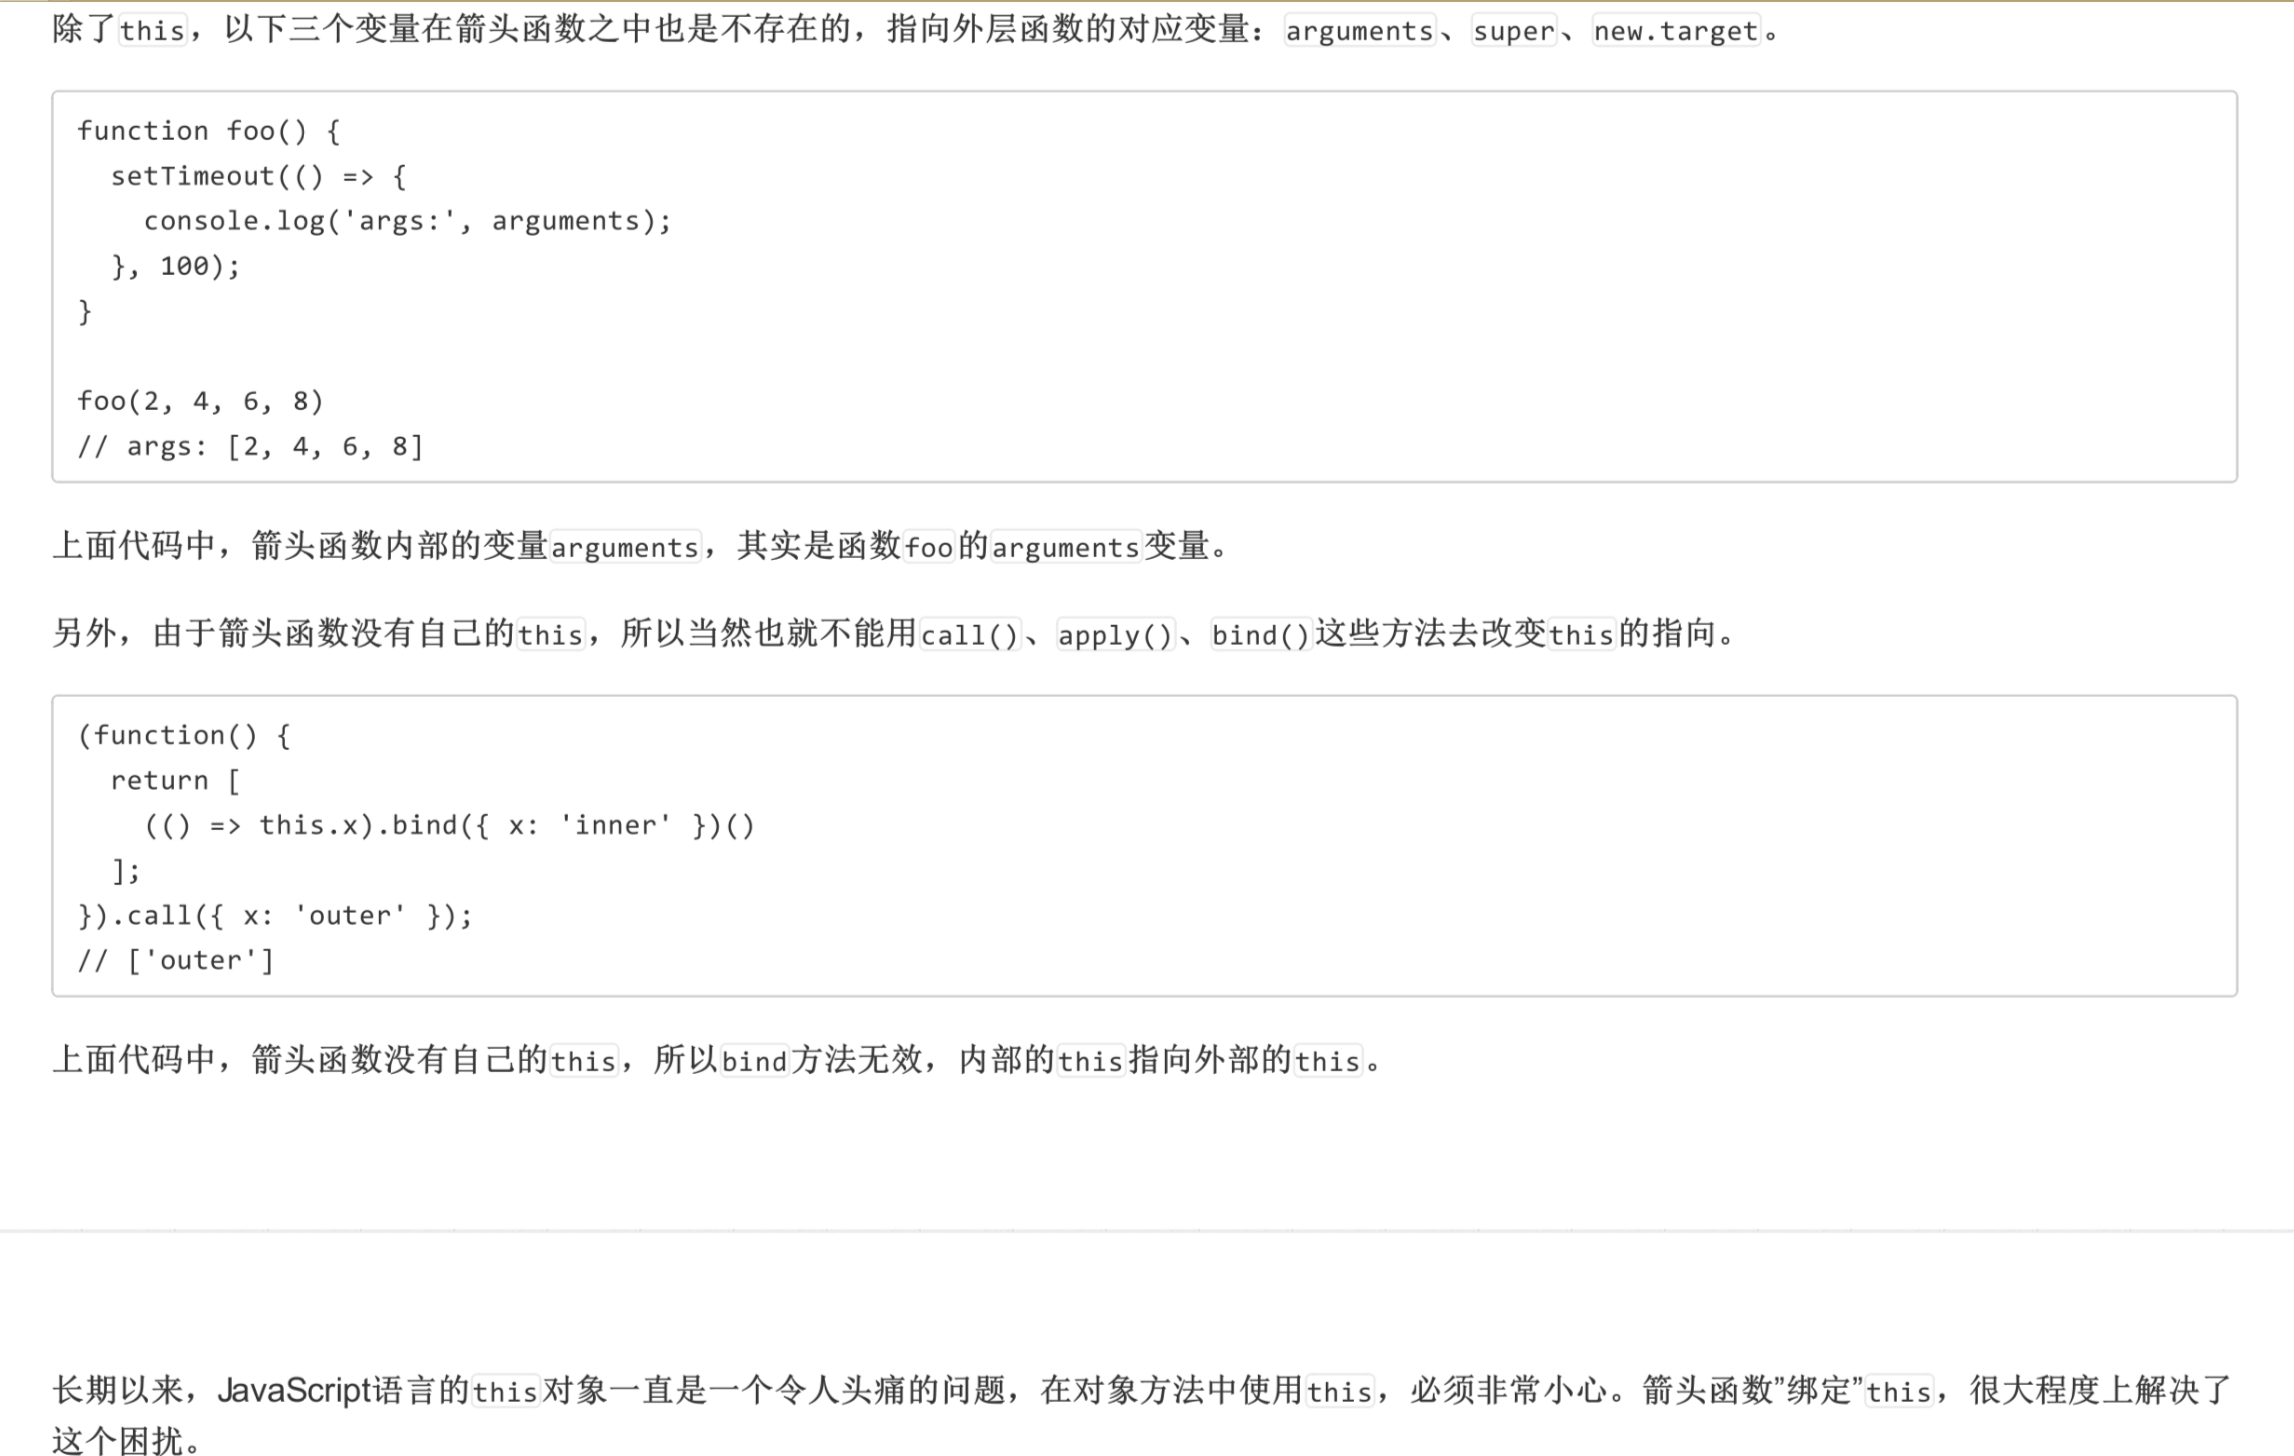 除了this，以下三个变量在箭头函数之中也是不存在的，指向外层函数的对应变量：arguments、super、new.target。
function foo() {
  setTimeout(() => {
    console.log('args:', arguments);
  }, 100);
}
foo(2, 4, 6, 8)
// args: [2, 4, 6, 8]
上面代码中，箭头函数内部的变量arguments，其实是函数foo的arguments变量。
另外，由于箭头函数没有自己的this，所以当然也就不能用call()、apply()、bind()这些方法去改变this的指向。
(function() {
  return [
    (() => this.x).bind({ x: 'inner' })()
  ];
}).call({ x: 'outer' });
// ['outer']
上面代码中，箭头函数没有自己的this，所以bind方法无效，内部的this指向外部的this。
长期以来，JavaScript语言的this对象一直是一个令人头痛的问题，在对象方法中使用this，必须非常小心。箭头函数”绑定”this，很大程度上解决了
这个困扰。